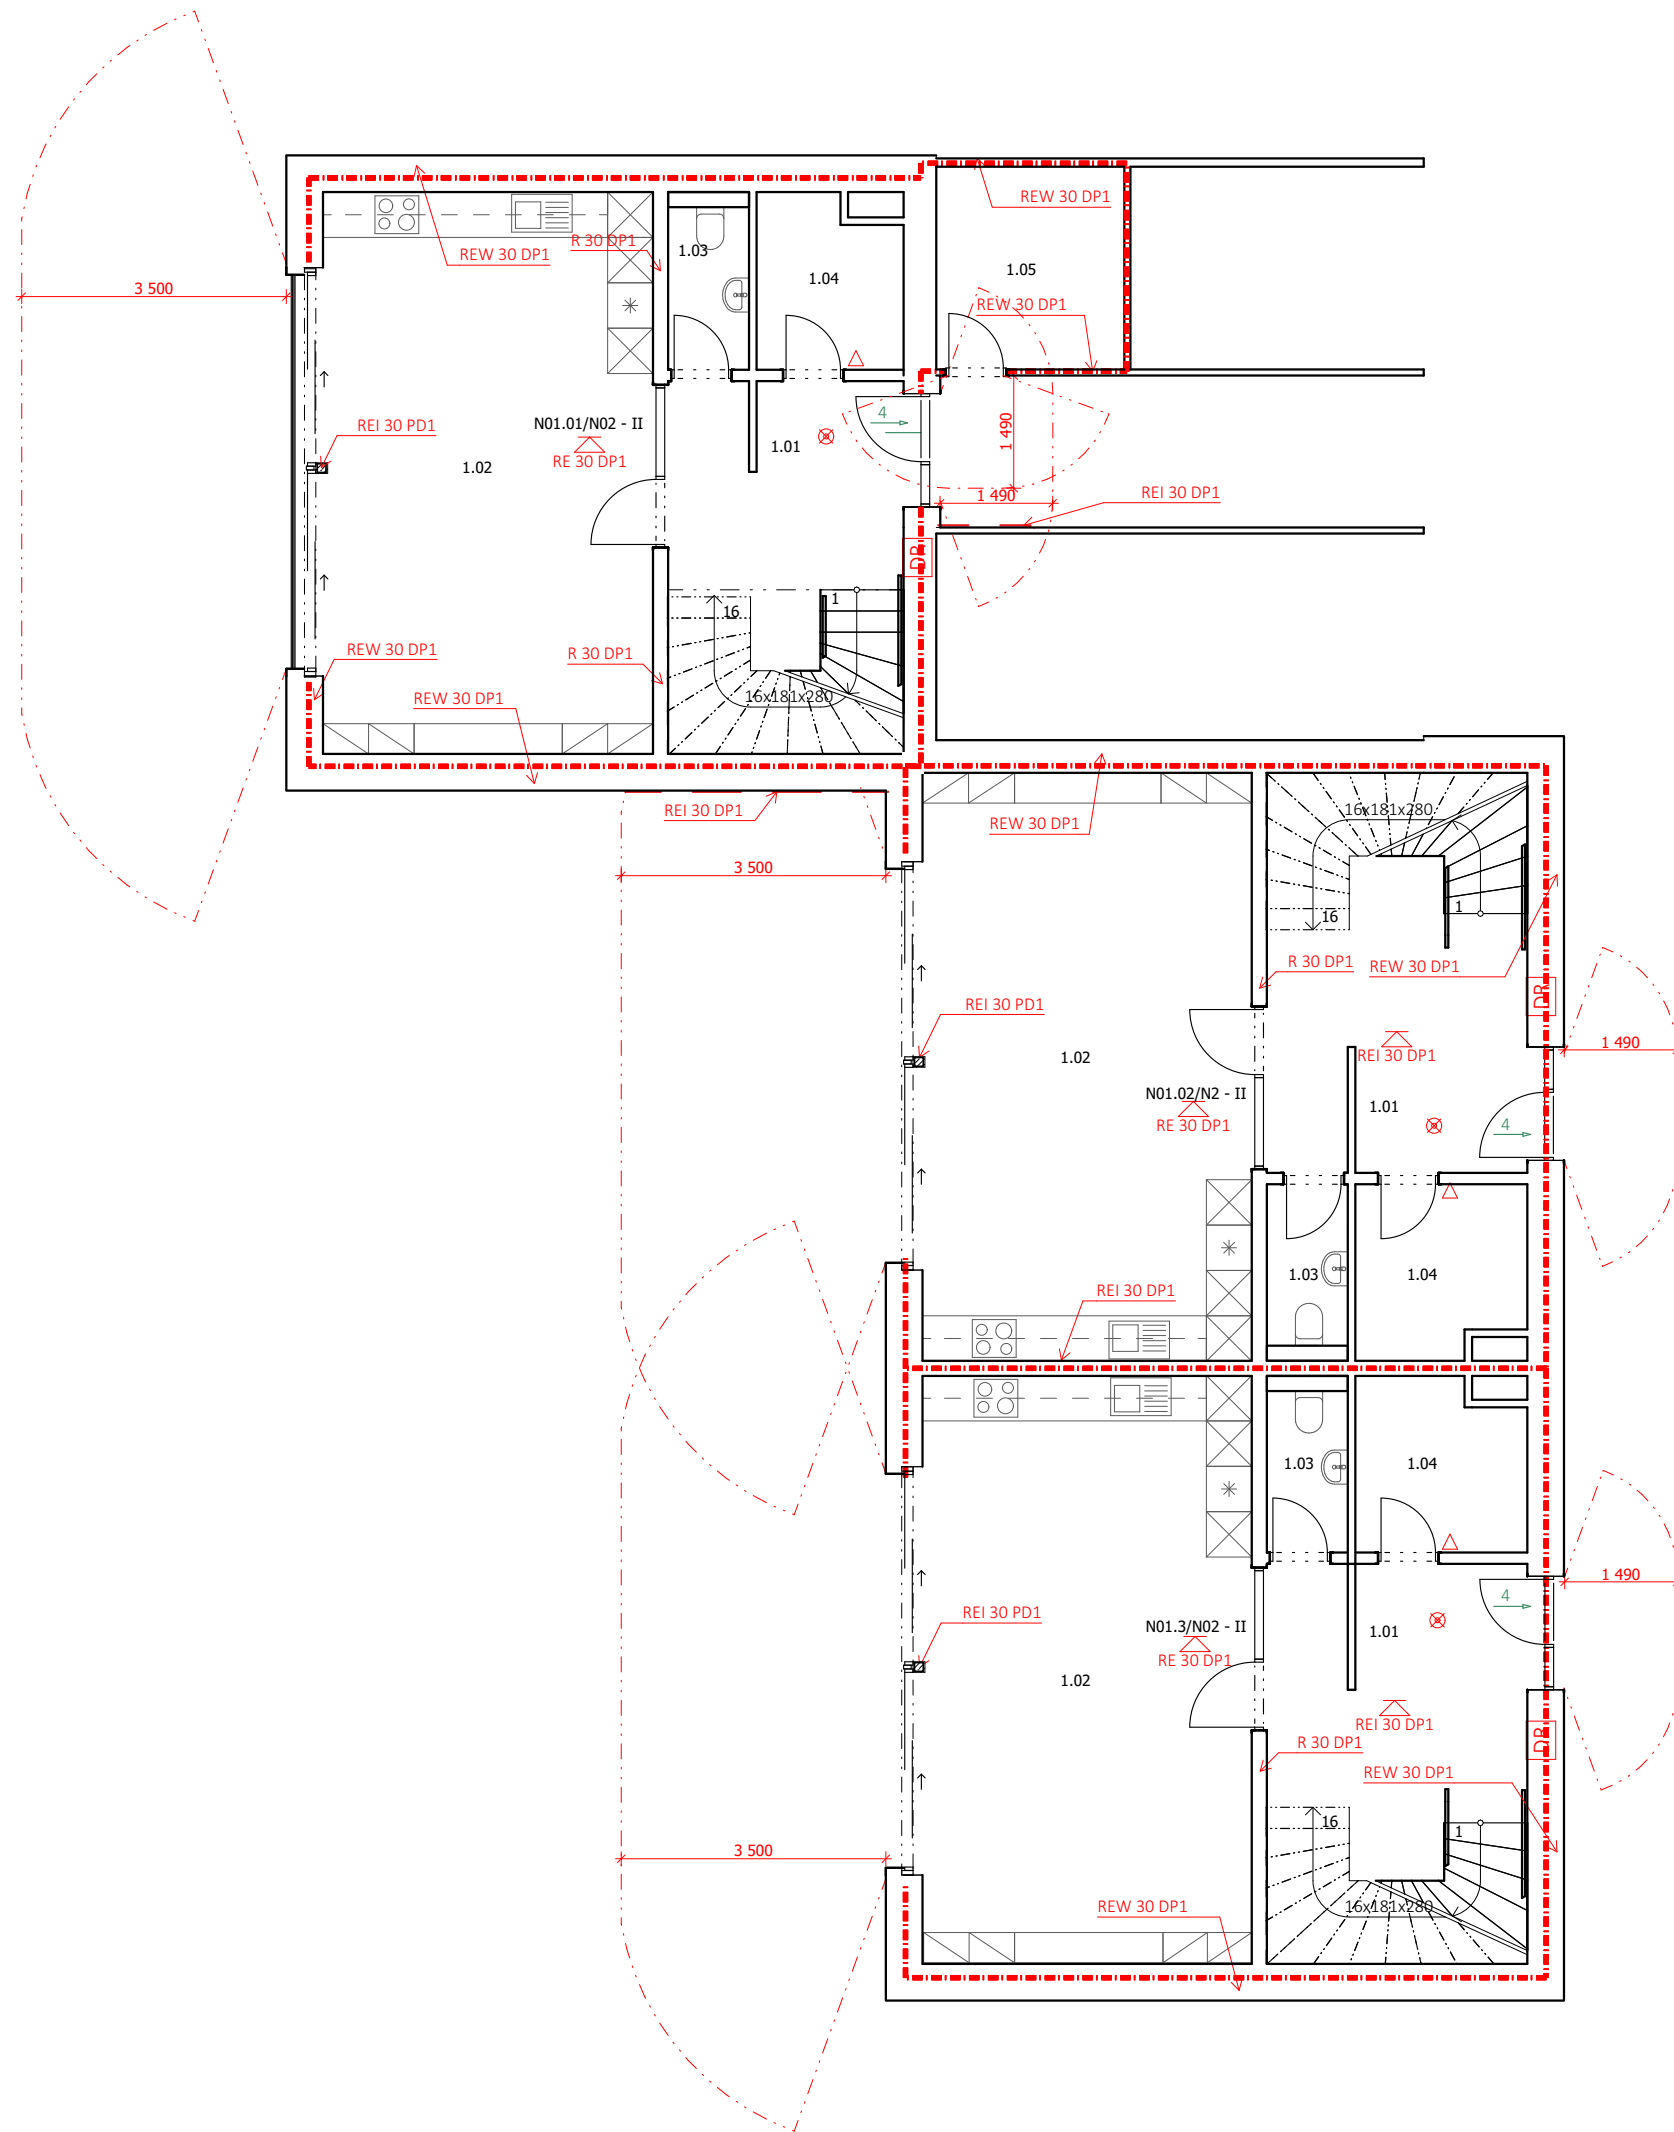 REW 30 DP1
R 30 DP1
1.03
REW 30 DP1
1.04
1.05
3 500
REW 30 DP1
N01.01/N02 - II
REI 30 PD1
4
1.02
RE 30 DP1
1.01
1 490
1 490
REI 30 DP1
DR
16
1
REW 30 DP1
R 30 DP1
REW 30 DP1
16x181x280
REI 30 DP1
REW 30 DP1
16x181x280
3 500
16
1
R 30 DP1
REW 30 DP1
DR
REI 30 PD1
1.02
REI 30 DP1
1 490
N01.02/N2 - II
RE 30 DP1
1.01
4
1.03
1.04
REI 30 DP1
1.03
1.04
1 490
4
REI 30 PD1
N01.3/N02 - II
1.01
RE 30 DP1
1.02
REI 30 DP1
R 30 DP1
DR
REW 30 DP1
16
1
3 500
REW 30 DP1
16x181x280